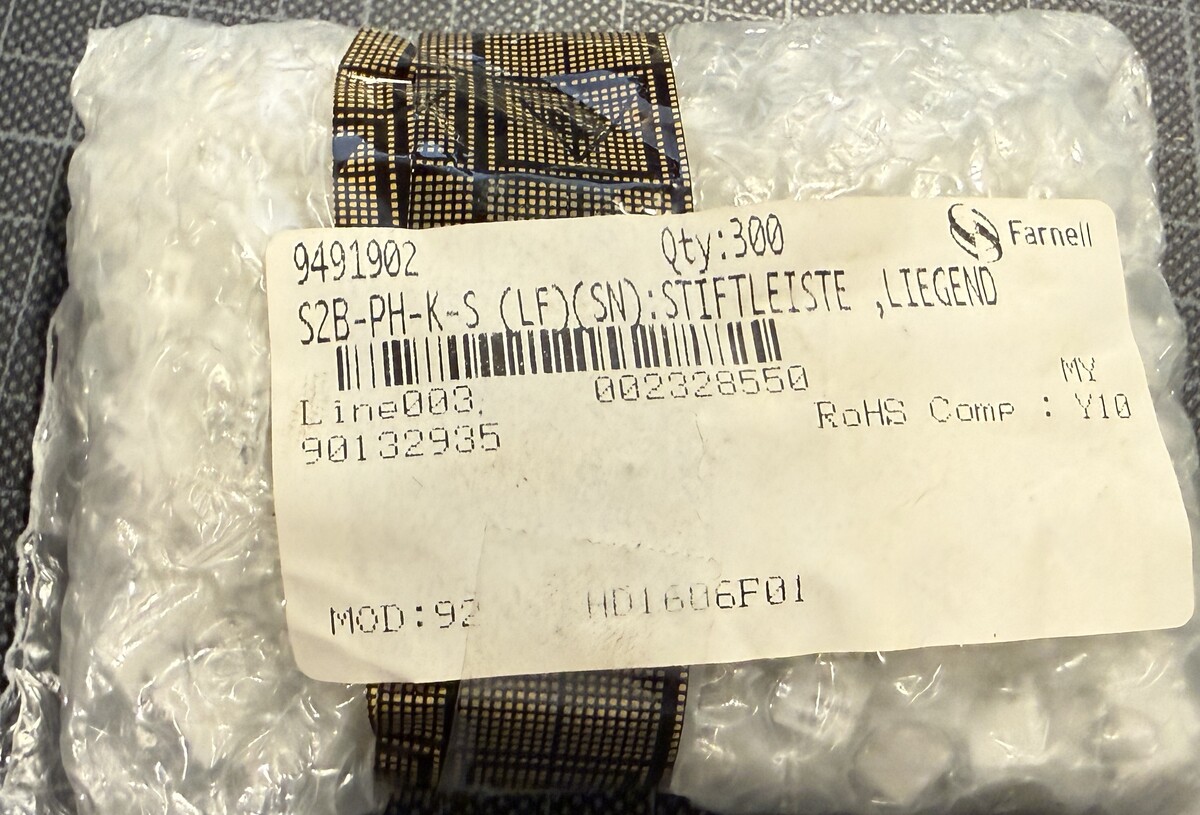 9491902 Qty:300 Farnell
S2B-PH-K-S (LF)(SN):STIFTLEISTE ,LIEGEND
MY
Line003. 002328550
RoHS Comp : Y10
90132935
MOD:92 HD1606F01